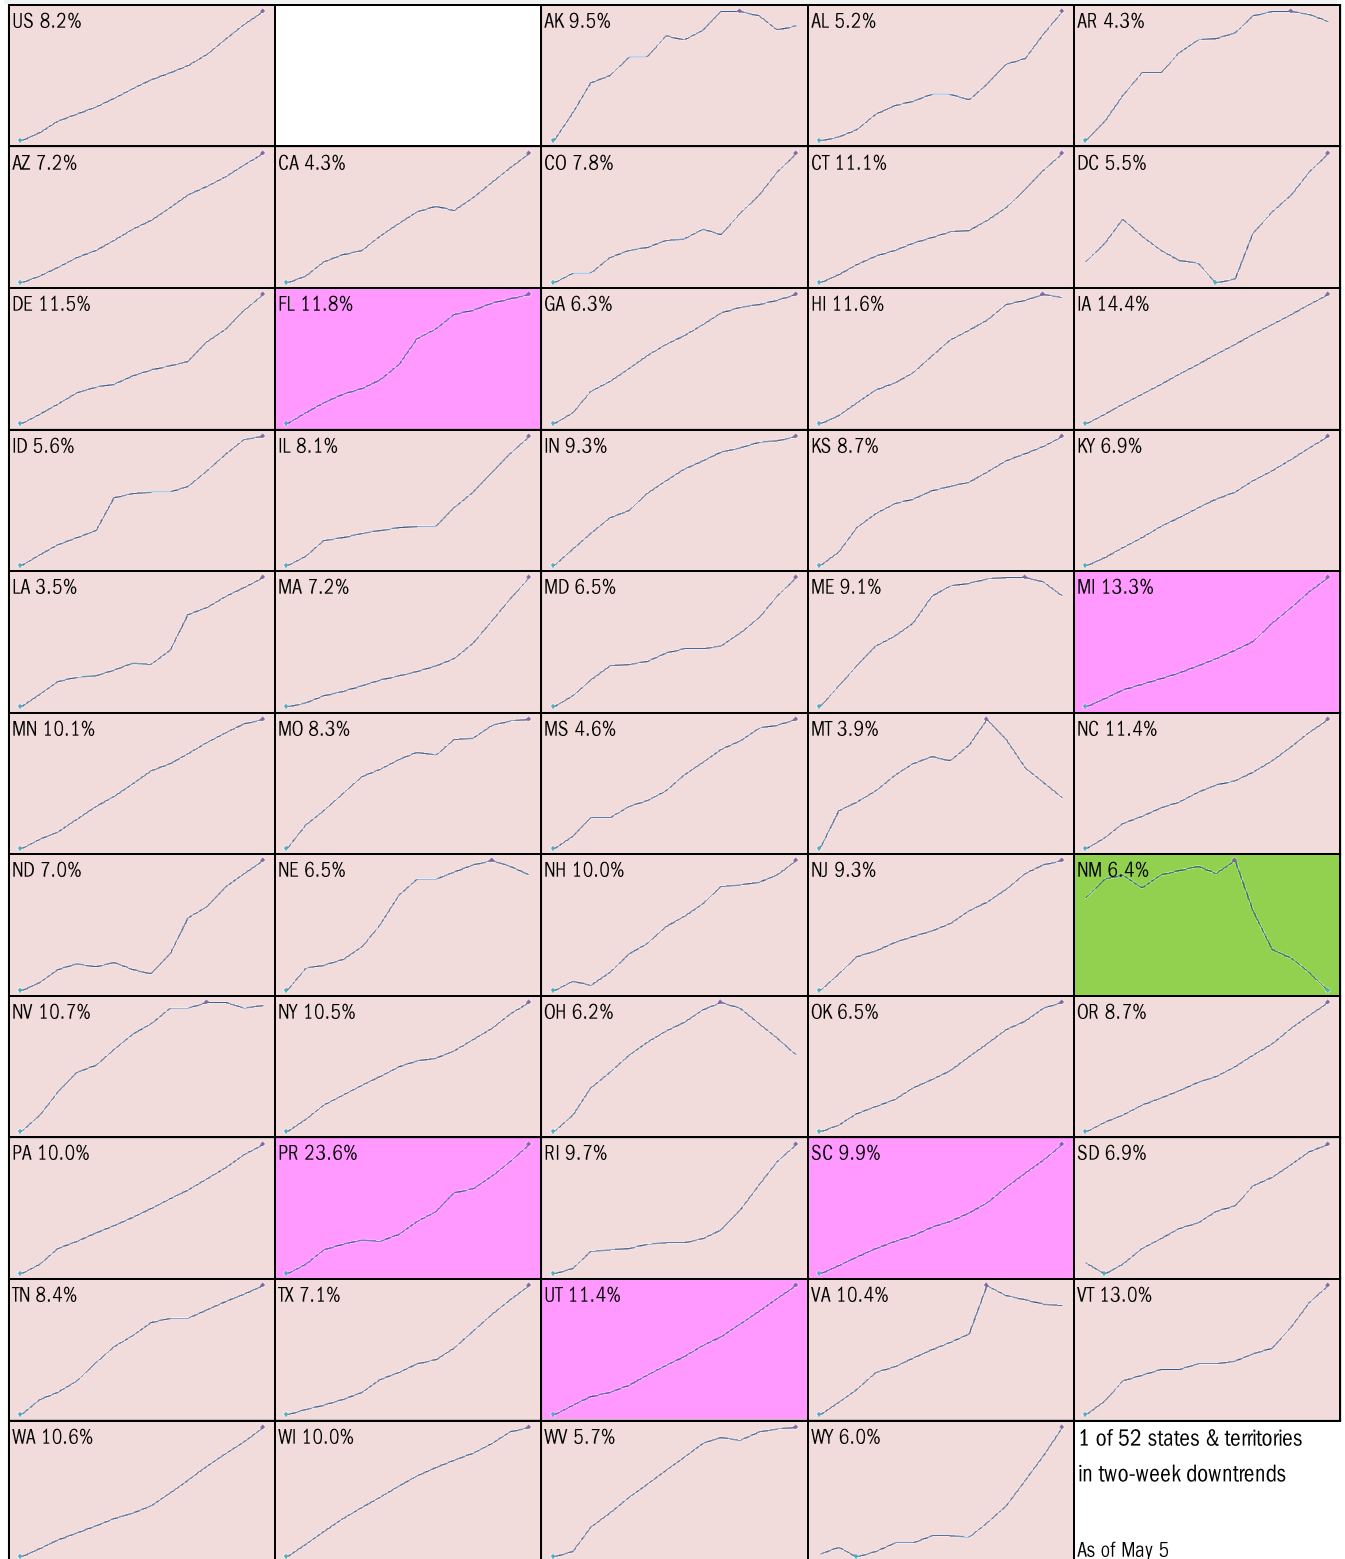 US 8.2%
AK 9.5%
AL 5.2%
AR 4.3%
AZ 7.2%
CA 4.3%
CO 7.8%
CT 11.1%
DC 5.5%
DE 11.5%
FL 11.8%
GA 6.3%
HI 11.6%
IA 14.4%
ID 5.6%
IL 8.1%
IN 9.3%
KS 8.7%
KY 6.9%
LA 3.5%
MA 7.2%
MD 6.5%
ME 9.1%
MI 13.3%
MN 10.1%
MO 8.3%
MS 4.6%
MT 3.9%
NC 11.4%
ND 7.0%
NE 6.5%
NH 10.0%
NJ 9.3%
NM 6.4%
NV 10.7%
NY 10.5%
OH 6.2%
OK 6.5%
OR 8.7%
PA 10.0%
PR 23.6%
RI 9.7%
SC 9.9%
SD 6.9%
TN 8.4%
TX 7.1%
UT 11.4%
VA 10.4%
VT 13.0%
WA 10.6%
WI 10.0%
WV 5.7%
WY 6.0%
1 of 52 states & territories
in two-week downtrends
As of May 5